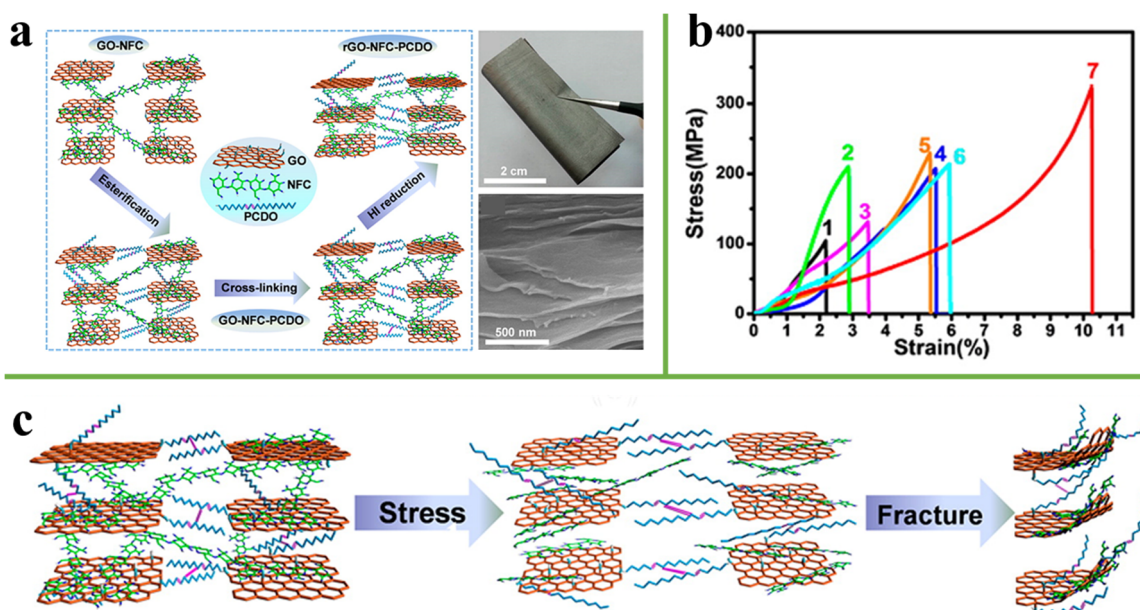 a
GO-NFC
rGO-NFC-PCDO
GO
NFC
PCDO
Esterification
HI reduction
Cross-linking
GO-NFC-PCDO
2 cm
500 nm
b
Stress(MPa)
400
300
200
100
0
1
2
3
5
4
6
7
0 1 2 3 4 5 6 7 8 9 10 11
Strain(%)
c
Stress
Fracture